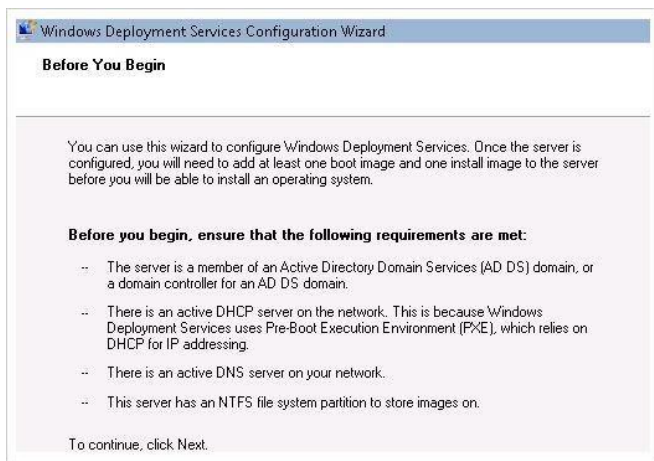 Windows Deployment Services Configuration Wizard
Before You Begin
You can use this wizard to configure Windows Deployment Services. Once the server is
configured, you will need to add at least one boot image and one install image to the server
before you will be able to install an operating system.
Before you begin, ensure that the following requirements are met:
-- The server is a member of an Active Directory Domain Services (AD DS) domain, or
a domain controller for an AD DS domain.
-- There is an active DHCP server on the network. This is because Windows
Deployment Services uses Pre-Boot Execution Environment (PXE), which relies on
DHCP for IP addressing.
-- There is an active DNS server on your network.
-- This server has an NTFS file system partition to store images on.
To continue, click Next.